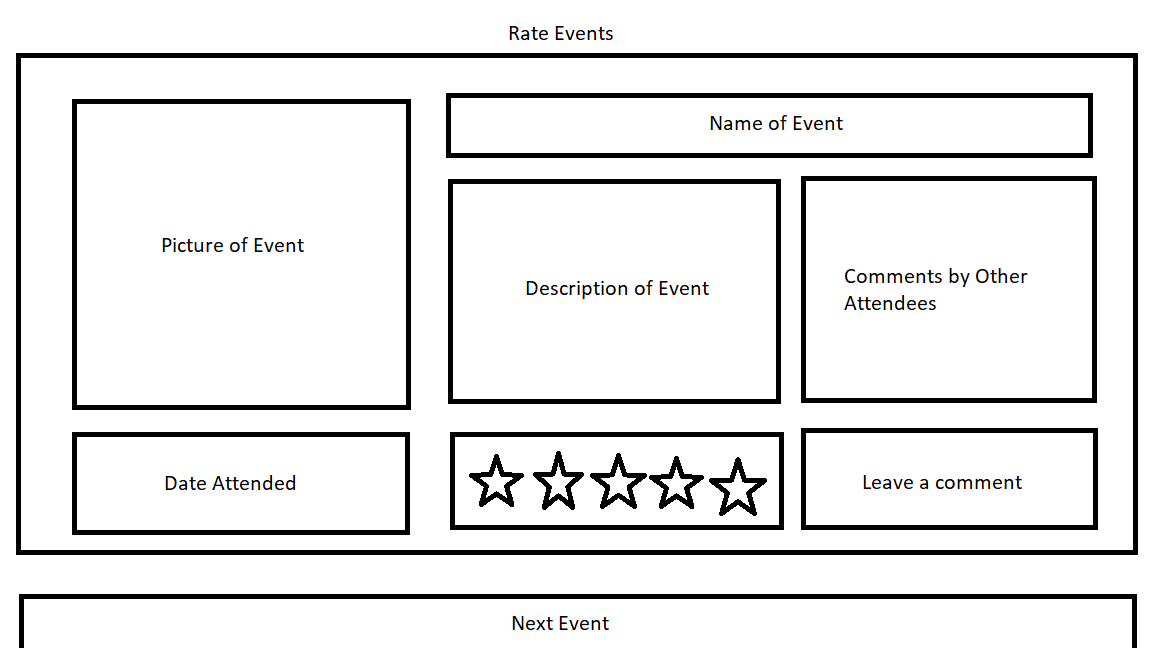 Rate Events
Name of Event
Picture of Event
Description of Event
Comments by Other
Attendees
Date Attended
Leave a comment
Next Event